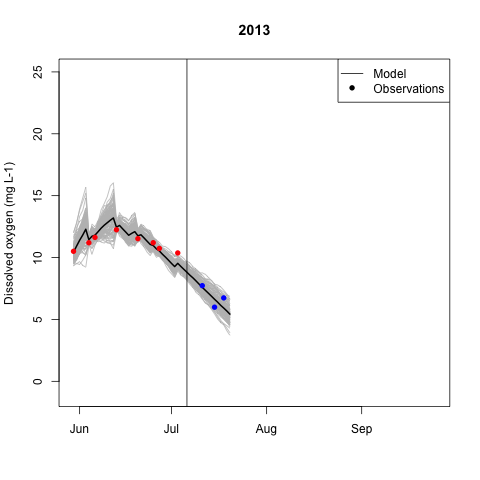 2013
Model
Observations
Dissolved oxygen (mg L-1)
25
20
15
10
5
0
Jun
Jul
Aug
Sep